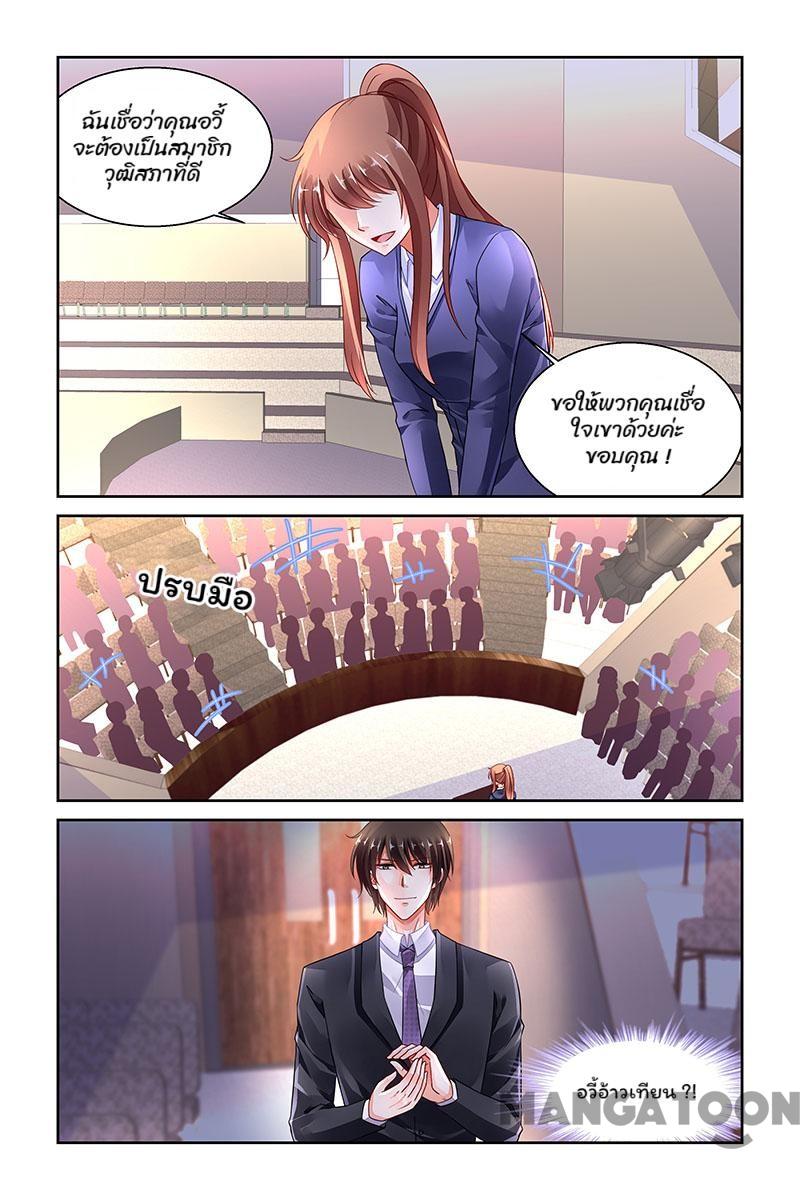 ฉันเชื่อว่าคุณอวี้
จะต้องเป็นสมาชิก
วุฒิสภาที่ดี
ขอให้พวกคุณเชื่อ
ใจเขาด้วยค่ะ
ขอบคุณ !
ปรบมือ
อวี้อ้าวเทียน ?!
MANGATOON